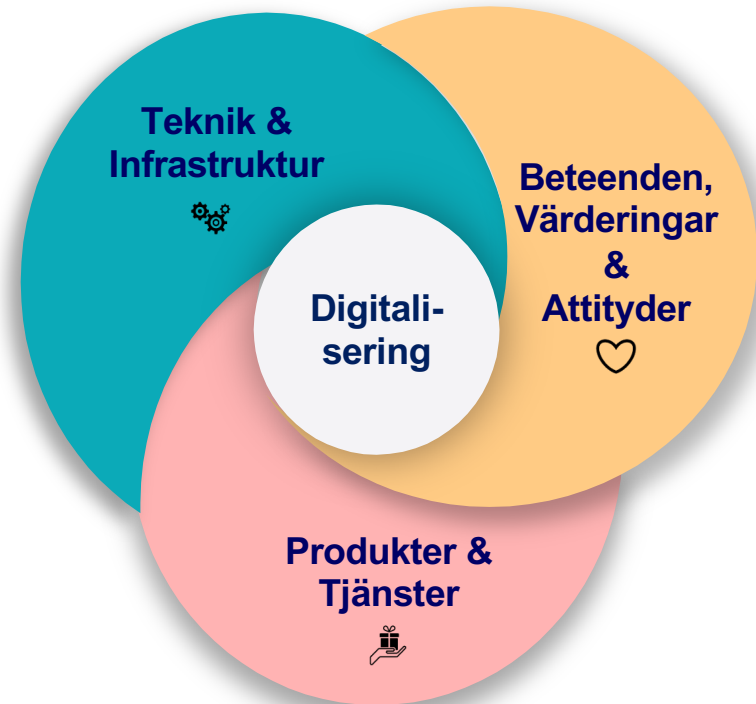 Teknik &
Infrastruktur
Beteenden,
Värderingar
&
Attityder
Digitali-
sering
Produkter &
Tjänster